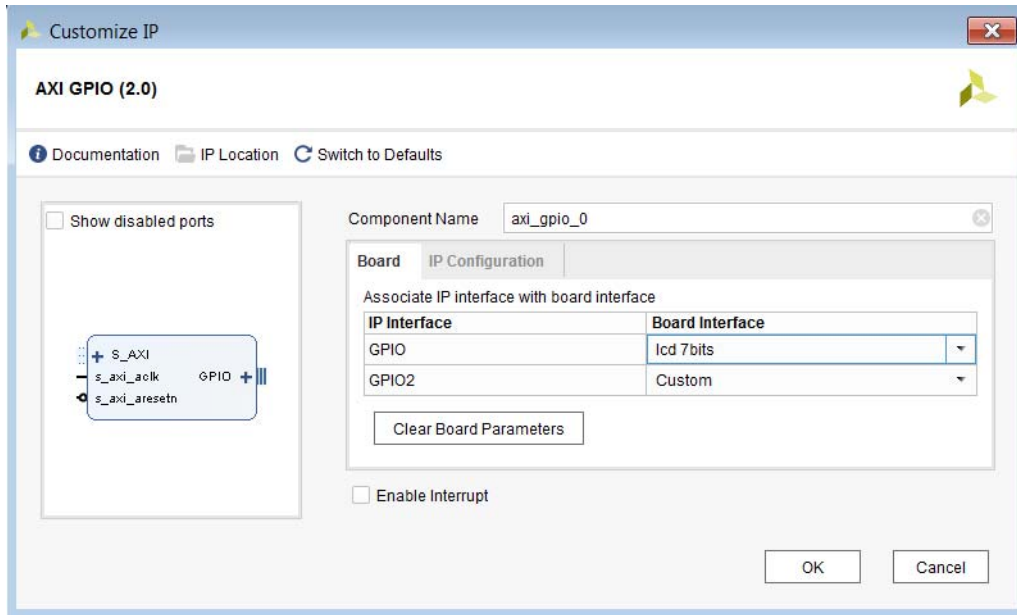 Customize IP
AXI GPIO (2.0)
Documentation IP Location Switch to Defaults
Show disabled ports
S_AXI
s_axi_aclk GPIO
s_axi_aresetn
Component Name axi_gpio_0
Board IP Configuration
Associate IP interface with board interface
IP Interface Board Interface
GPIO lcd 7bits
GPIO2 Custom
Clear Board Parameters
Enable Interrupt
OK Cancel